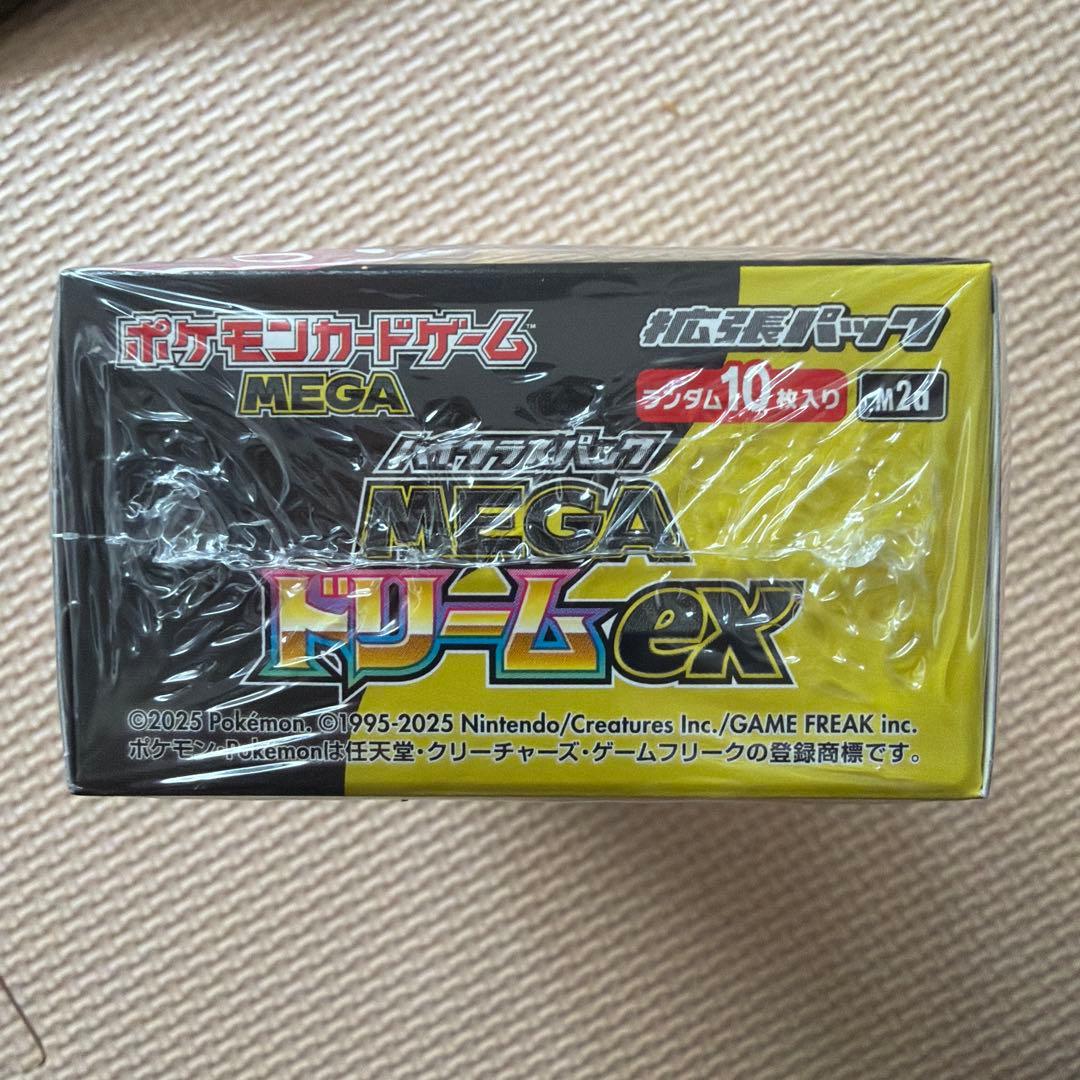 ポケモンカードゲーム™
MEGA
拡張パック
ランダム10枚入り
M2a
ハイクラスパック
MEGA
ドリームex
©2025 Pokémon. ©1995-2025 Nintendo/Creatures Inc./GAME FREAK inc.
ポケモン・Pokémonは任天堂・クリーチャーズ・ゲームフリークの登録商標です。